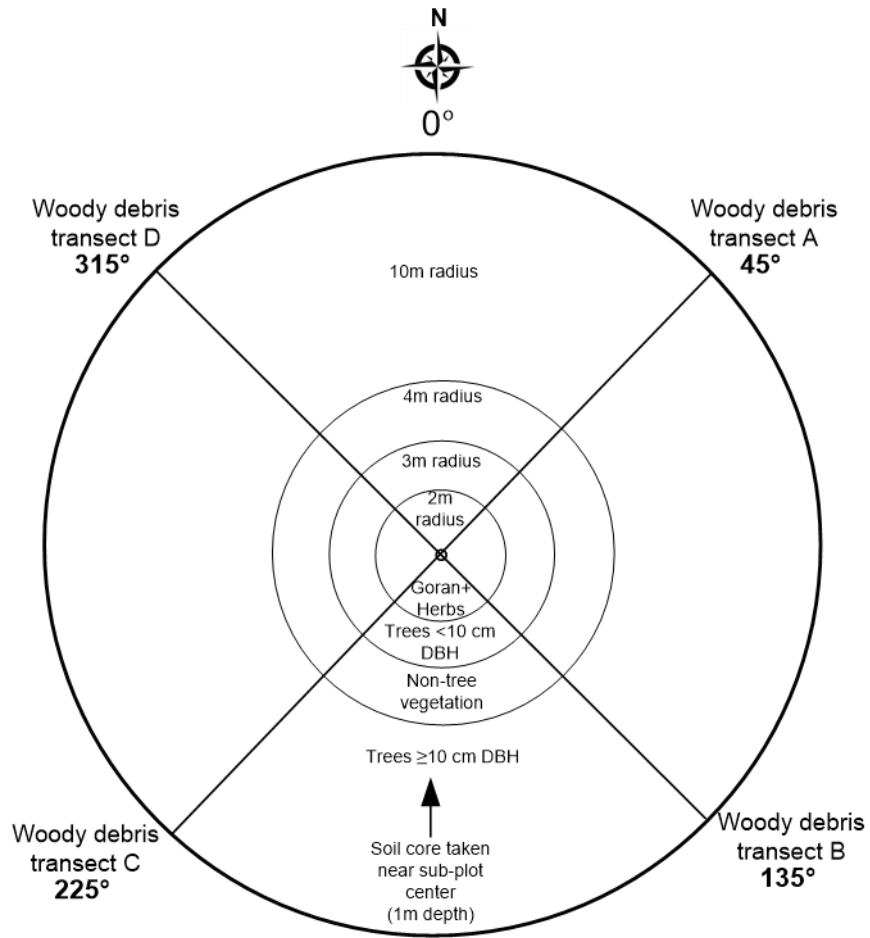 N
0°
Woody debris
transect D
315°
Woody debris
transect A
45°
10m radius
4m radius
3m radius
2m
radius
Goran+
Herbs
Trees <10 cm
DBH
Non-tree
vegetation
Trees ≥10 cm DBH
Woody debris
transect C
225°
Woody debris
transect B
135°
Soil core taken
near sub-plot
center
(1m depth)